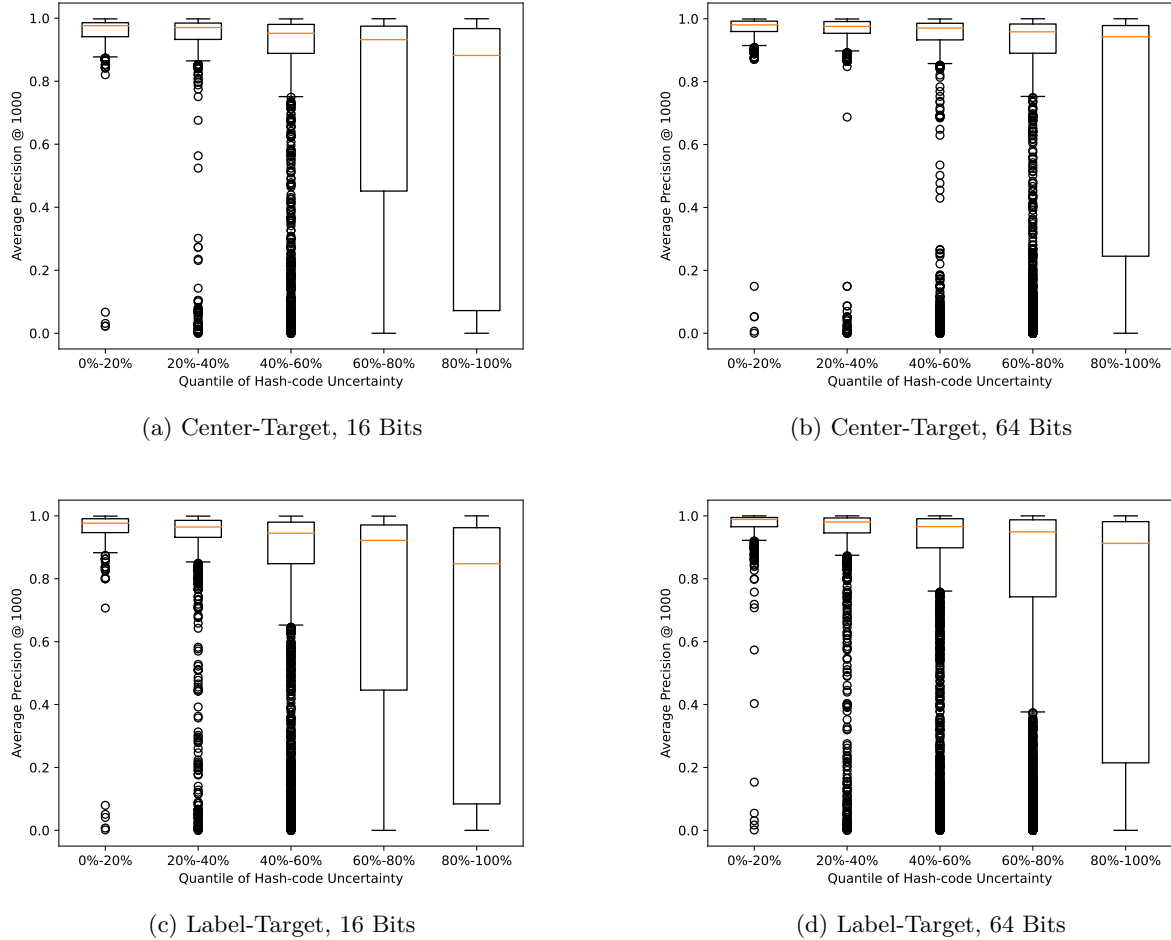 1.0
0.8
0.6
0.4
0.2
0.0
Average Precision @ 1000
0%-20% 20%-40% 40%-60% 60%-80% 80%-100%
Quantile of Hash-code Uncertainty
(a) Center-Target, 16 Bits
1.0
0.8
0.6
0.4
0.2
0.0
Average Precision @ 1000
0%-20% 20%-40% 40%-60% 60%-80% 80%-100%
Quantile of Hash-code Uncertainty
(b) Center-Target, 64 Bits
1.0
0.8
0.6
0.4
0.2
0.0
Average Precision @ 1000
0%-20% 20%-40% 40%-60% 60%-80% 80%-100%
Quantile of Hash-code Uncertainty
(c) Label-Target, 16 Bits
1.0
0.8
0.6
0.4
0.2
0.0
Average Precision @ 1000
0%-20% 20%-40% 40%-60% 60%-80% 80%-100%
Quantile of Hash-code Uncertainty
(d) Label-Target, 64 Bits